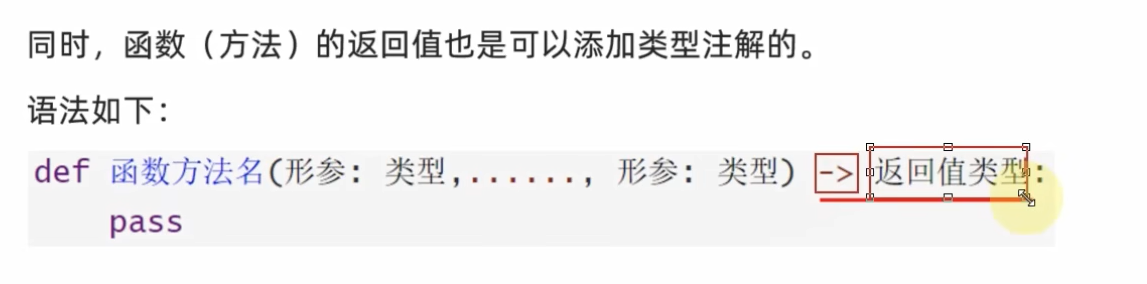 同时，函数（方法）的返回值也是可以添加类型注解的。
语法如下：
def 函数方法名(形参: 类型,......, 形参: 类型) -> 返回值类型:
pass